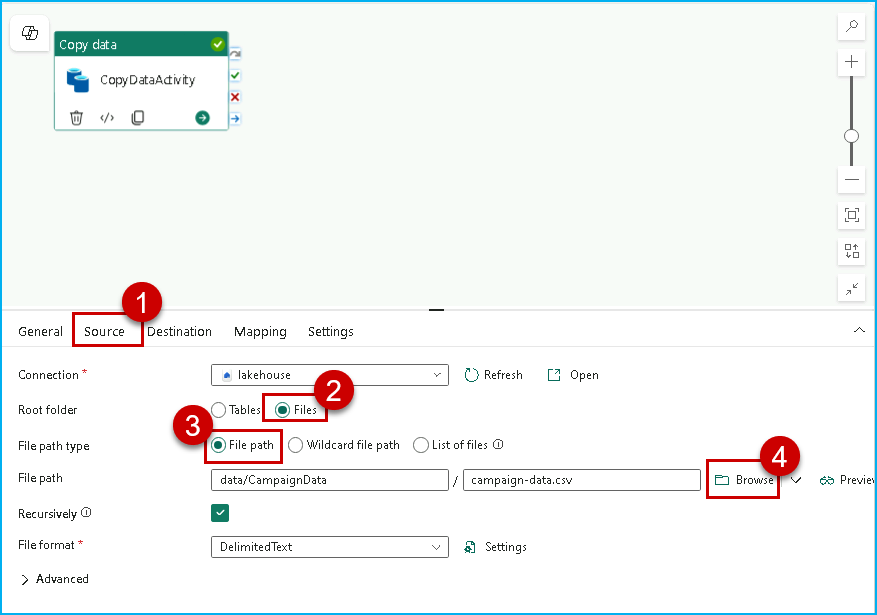 Copy data
CopyDataActivity
1
General Source Destination Mapping Settings
Connection * lakehouse Refresh Open
2
Root folder Tables Files
3
File path type File path Wildcard file path List of files
4
File path data/CampaignData / campaign-data.csv Browse Preview
Recursively
File format * DelimitedText Settings
Advanced